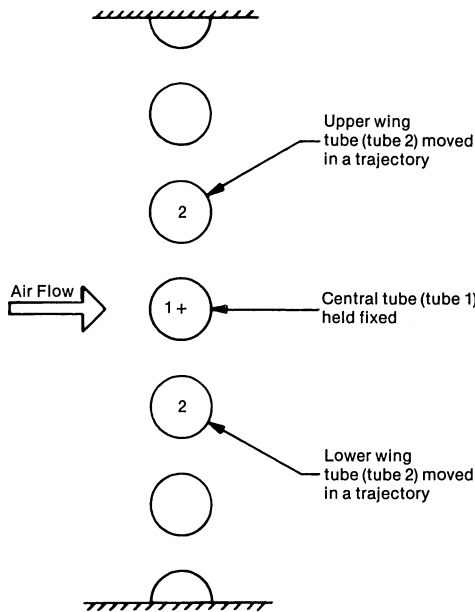 Upper wing
tube (tube 2) moved
in a trajectory
2
Air Flow
1 +
Central tube (tube 1)
held fixed
2
Lower wing
tube (tube 2) moved
in a trajectory